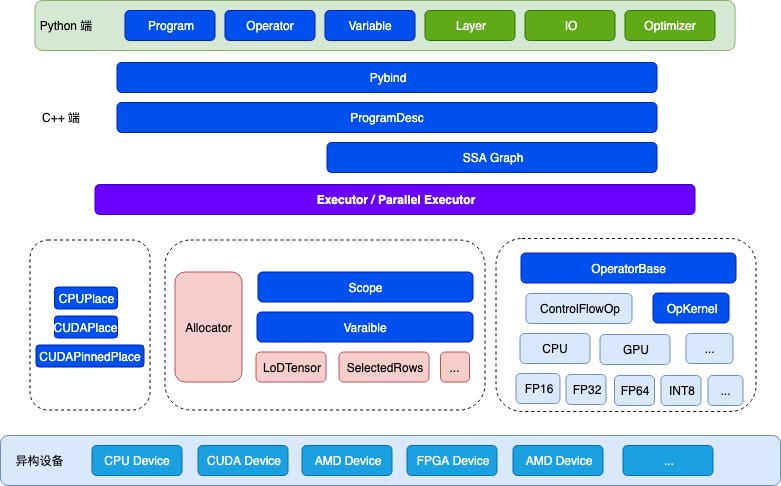 Python 端
Program
Operator
Variable
Layer
IO
Optimizer
Pybind
C++ 端
ProgramDesc
SSA Graph
Executor / Parallel Executor
CPUPlace
CUDAPlace
CUDAPinnedPlace
Allocator
Scope
Varaible
LoDTensor
SelectedRows
...
OperatorBase
ControlFlowOp
OpKernel
CPU
GPU
...
FP16
FP32
FP64
INT8
...
异构设备
CPU Device
CUDA Device
AMD Device
FPGA Device
AMD Device
...